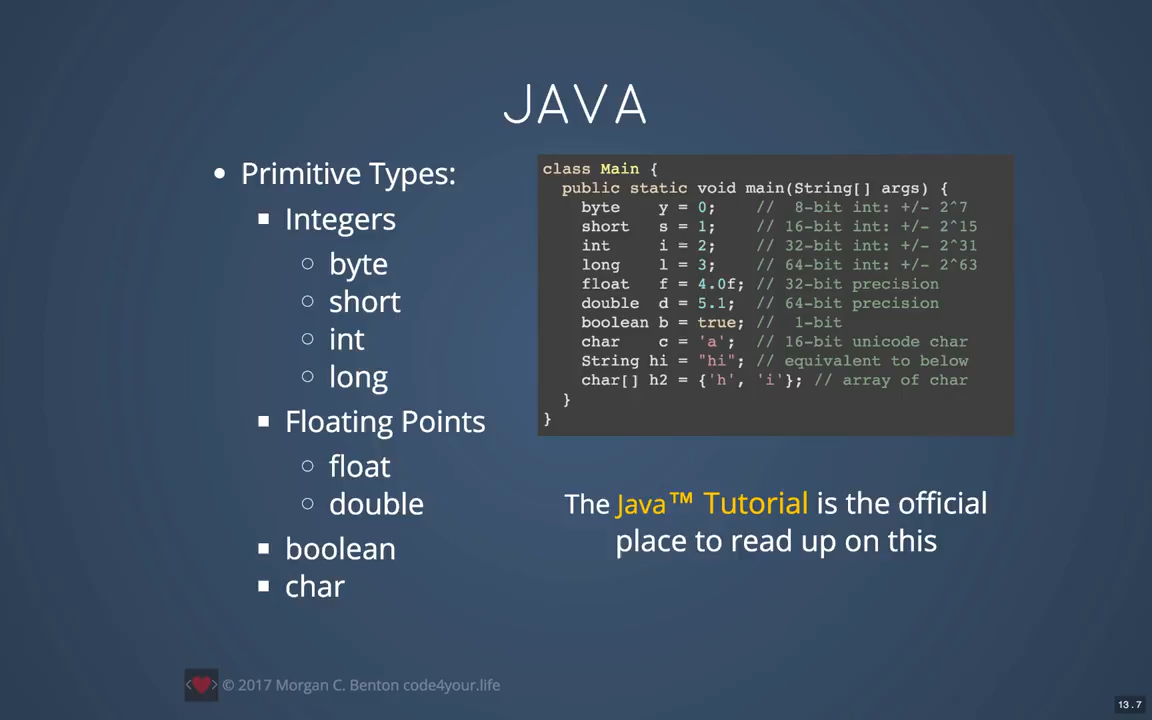 JAVA
Primitive Types:
Integers
byte
short
int
long
Floating Points
float
double
boolean
char
class Main {
  public static void main(String[] args) {
    byte    y = 0;    //  8-bit int: +/- 2^7
    short   s = 1;    // 16-bit int: +/- 2^15
    int     i = 2;    // 32-bit int: +/- 2^31
    long    l = 3;    // 64-bit int: +/- 2^63
    float   f = 4.0f; // 32-bit precision
    double  d = 5.1;  // 64-bit precision
    boolean b = true; //  1-bit
    char    c = 'a';  // 16-bit unicode char
    String hi = "hi"; // equivalent to below
    char[] h2 = {'h', 'i'}; // array of char
  }
}
The Java™ Tutorial is the official
place to read up on this
© 2017 Morgan C. Benton code4your.life
13.7